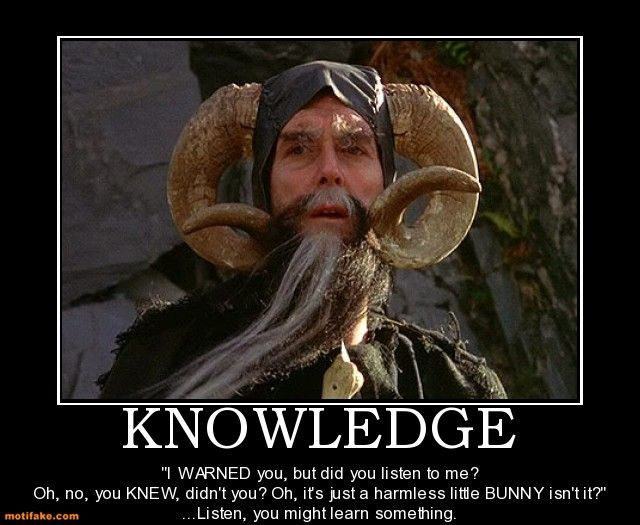 KNOWLEDGE
"I WARNED you, but did you listen to me?
Oh, no, you KNEW, didn't you? Oh, it's just a harmless little BUNNY isn't it?"
...Listen, you might learn something.
motifake.com